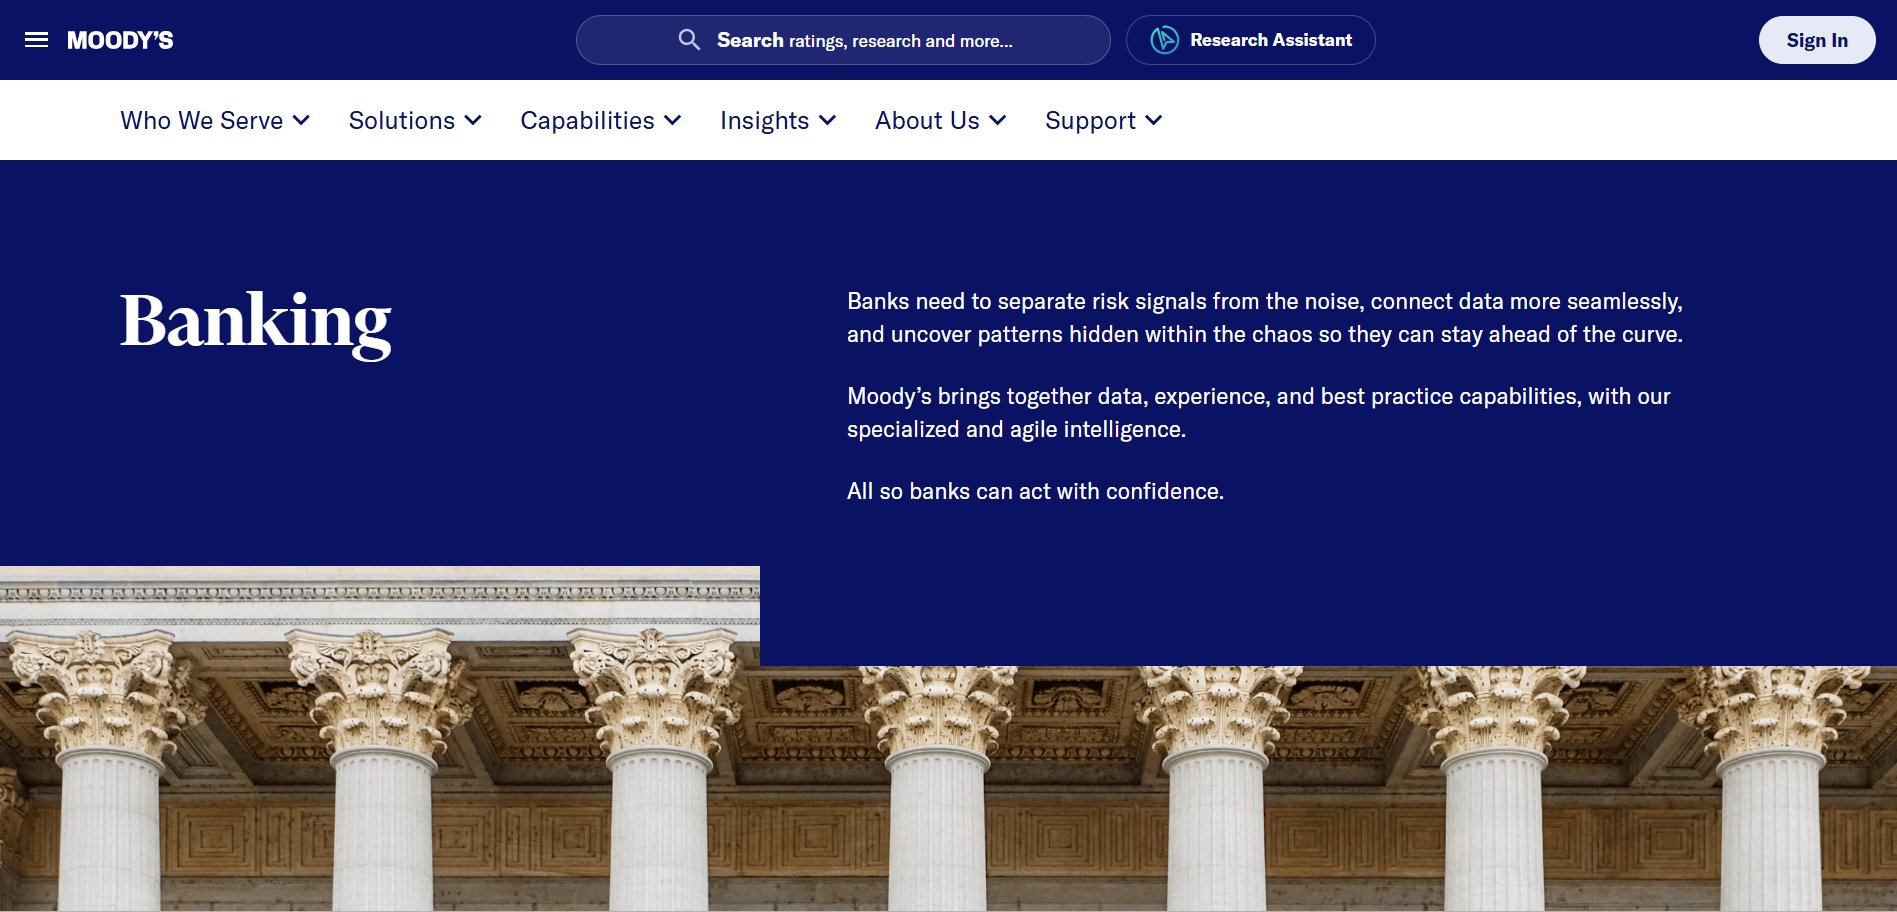 MOODY’S
Search ratings, research and more...
Research Assistant
Sign In
Who We Serve
Solutions
Capabilities
Insights
About Us
Support
Banking
Banks need to separate risk signals from the noise, connect data more seamlessly,
and uncover patterns hidden within the chaos so they can stay ahead of the curve.
Moody’s brings together data, experience, and best practice capabilities, with our
specialized and agile intelligence.
All so banks can act with confidence.